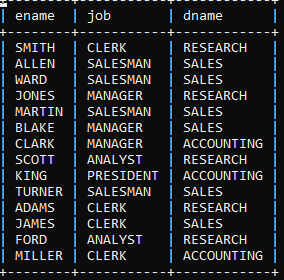 +--------+-----------+------------+
| ename | job | dname |
+--------+-----------+------------+
| SMITH | CLERK | RESEARCH |
| ALLEN | SALESMAN | SALES |
| WARD | SALESMAN | SALES |
| JONES | MANAGER | RESEARCH |
| MARTIN | SALESMAN | SALES |
| BLAKE | MANAGER | SALES |
| CLARK | MANAGER | ACCOUNTING |
| SCOTT | ANALYST | RESEARCH |
| KING | PRESIDENT | ACCOUNTING |
| TURNER | SALESMAN | SALES |
| ADAMS | CLERK | RESEARCH |
| JAMES | CLERK | SALES |
| FORD | ANALYST | RESEARCH |
| MILLER | CLERK | ACCOUNTING |
+--------+-----------+------------+